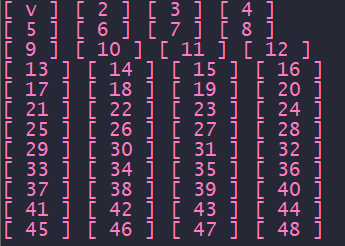 [ v ] [ 2 ] [ 3 ] [ 4 ]
[ 5 ] [ 6 ] [ 7 ] [ 8 ]
[ 9 ] [ 10 ] [ 11 ] [ 12 ]
[ 13 ] [ 14 ] [ 15 ] [ 16 ]
[ 17 ] [ 18 ] [ 19 ] [ 20 ]
[ 21 ] [ 22 ] [ 23 ] [ 24 ]
[ 25 ] [ 26 ] [ 27 ] [ 28 ]
[ 29 ] [ 30 ] [ 31 ] [ 32 ]
[ 33 ] [ 34 ] [ 35 ] [ 36 ]
[ 37 ] [ 38 ] [ 39 ] [ 40 ]
[ 41 ] [ 42 ] [ 43 ] [ 44 ]
[ 45 ] [ 46 ] [ 47 ] [ 48 ]